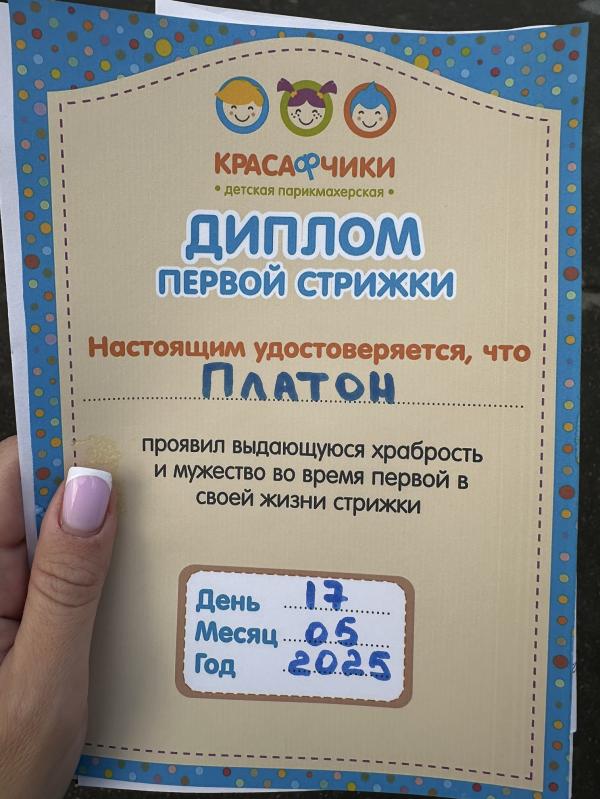 КРАСАФЧИКИ
• детская парикмахерская •
ДИПЛОМ
ПЕРВОЙ СТРИЖКИ
Настоящим удостоверяется, что
ПЛАТОН
проявил выдающуюся храбрость
и мужество во время первой в
своей жизни стрижки
День 17
Месяц 05
Год 2025